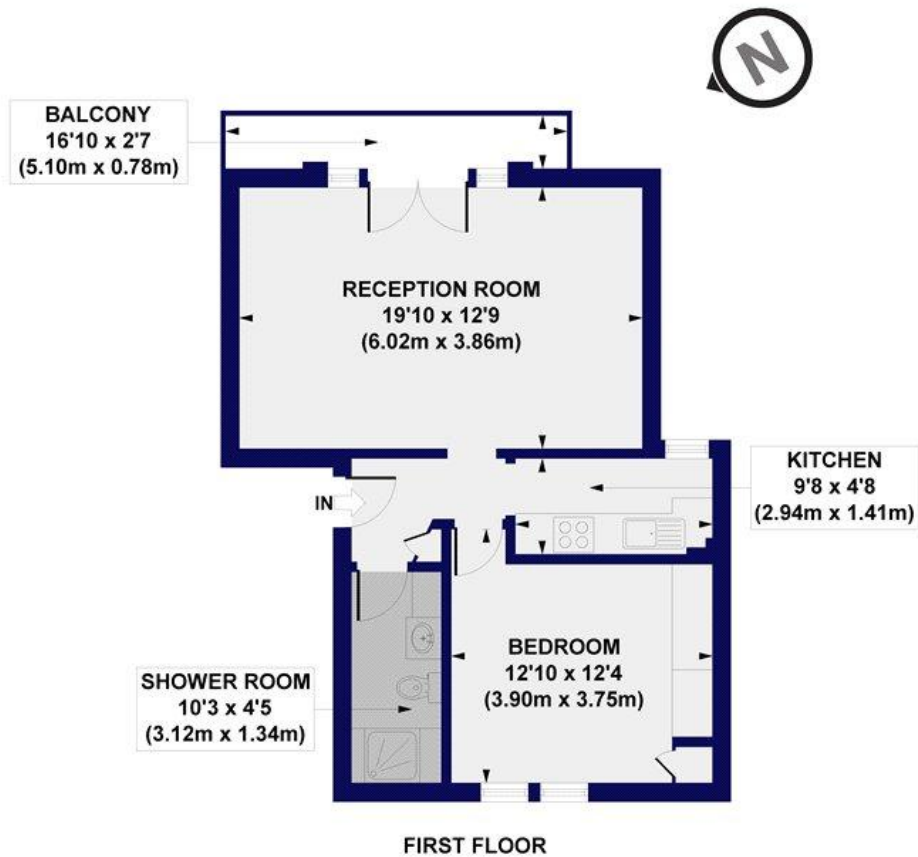 N
BALCONY
16'10 x 2'7
(5.10m x 0.78m)
RECEPTION ROOM
19'10 x 12'9
(6.02m x 3.86m)
KITCHEN
9'8 x 4'8
(2.94m x 1.41m)
IN
BEDROOM
12'10 x 12'4
(3.90m x 3.75m)
SHOWER ROOM
10'3 x 4'5
(3.12m x 1.34m)
FIRST FLOOR